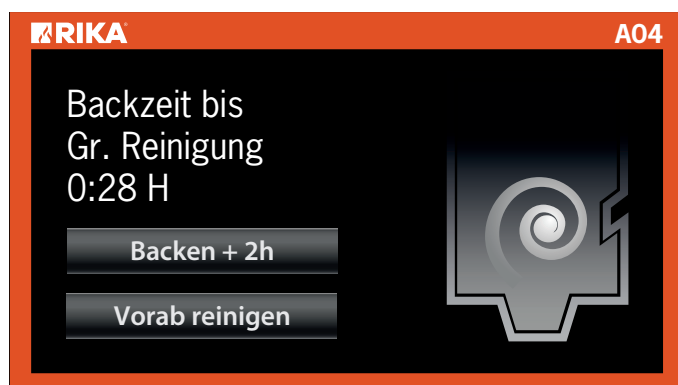 RIKA
A04
Backzeit bis
Gr. Reinigung
0:28 H
Backen + 2h
Vorab reinigen